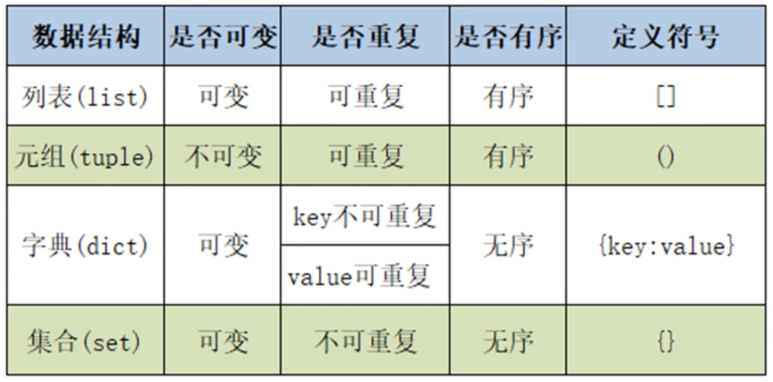 数据结构 是否可变 是否重复 是否有序 定义符号
列表(list) 可变 可重复 有序 []
元组(tuple) 不可变 可重复 有序 ()
字典(dict) 可变 key不可重复 无序 {key:value}
value可重复
集合(set) 可变 不可重复 无序 {}